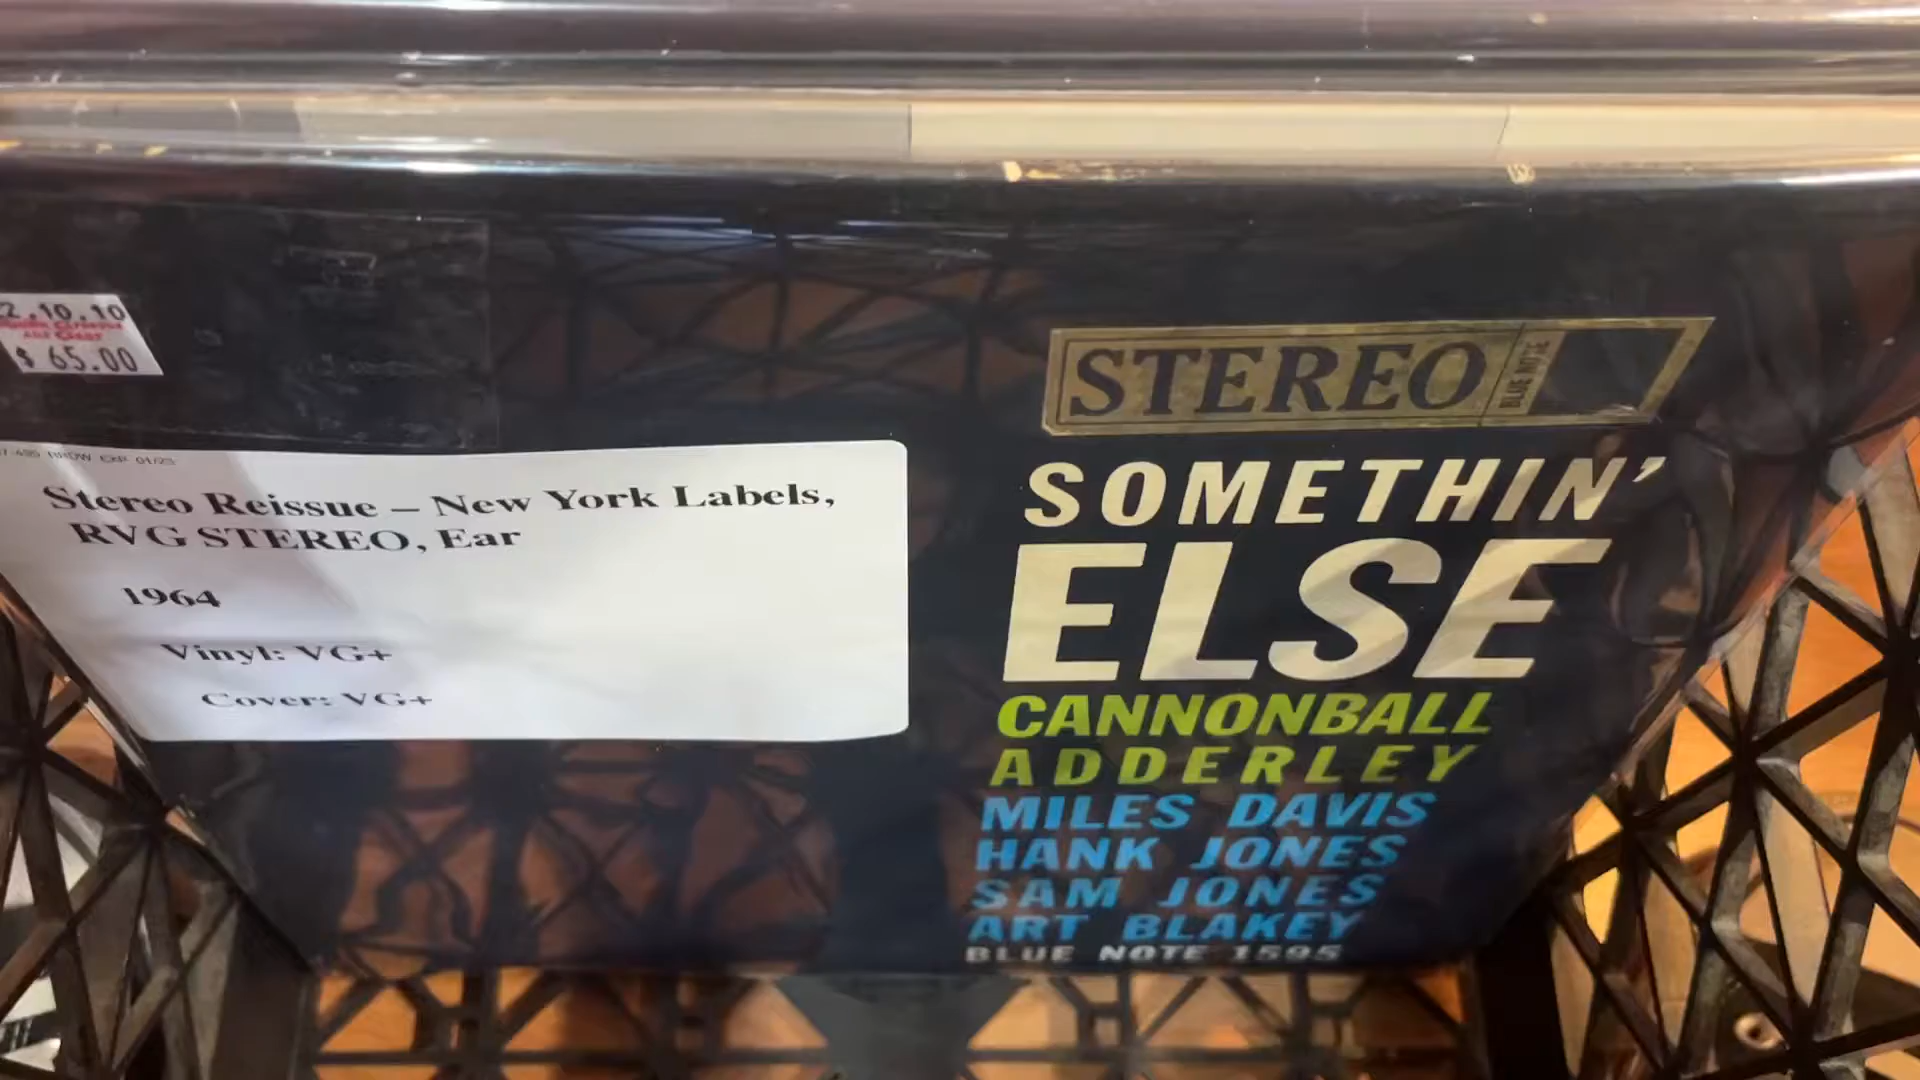 2.10.10
$ 65.00
Stereo Reissue – New York Labels,
RVG STEREO, Ear
1964
Vinyl: VG+
Cover: VG+
STEREO
BLUE NOTE
SOMETHIN'
ELSE
CANNONBALL
ADDERLEY
MILES DAVIS
HANK JONES
SAM JONES
ART BLAKEY
BLUE NOTE 1595